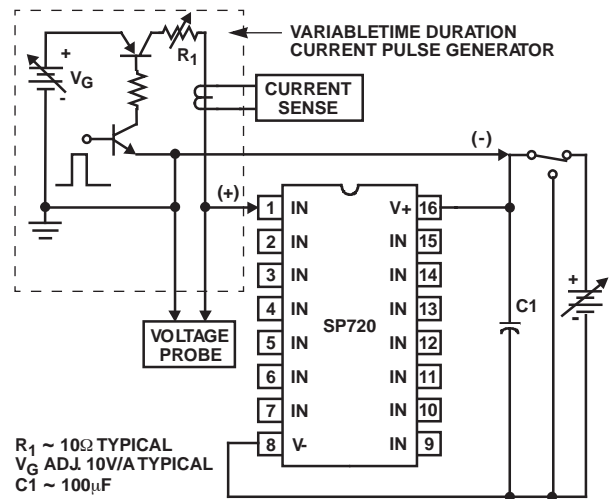 VARIABLETIME DURATION
CURRENT PULSE GENERATOR
+
R1
VG
-
CURRENT
SENSE
(-)
(+)
1 IN V+ 16
2 IN IN 15
3 IN IN 14
4 IN IN 13
5 IN IN 12
6 IN IN 11
7 IN IN 10
8 V- IN 9
SP720
+
C1
-
VOLTAGE
PROBE
R1 ~ 10Ω TYPICAL
VG ADJ. 10V/A TYPICAL
C1 ~ 100μF